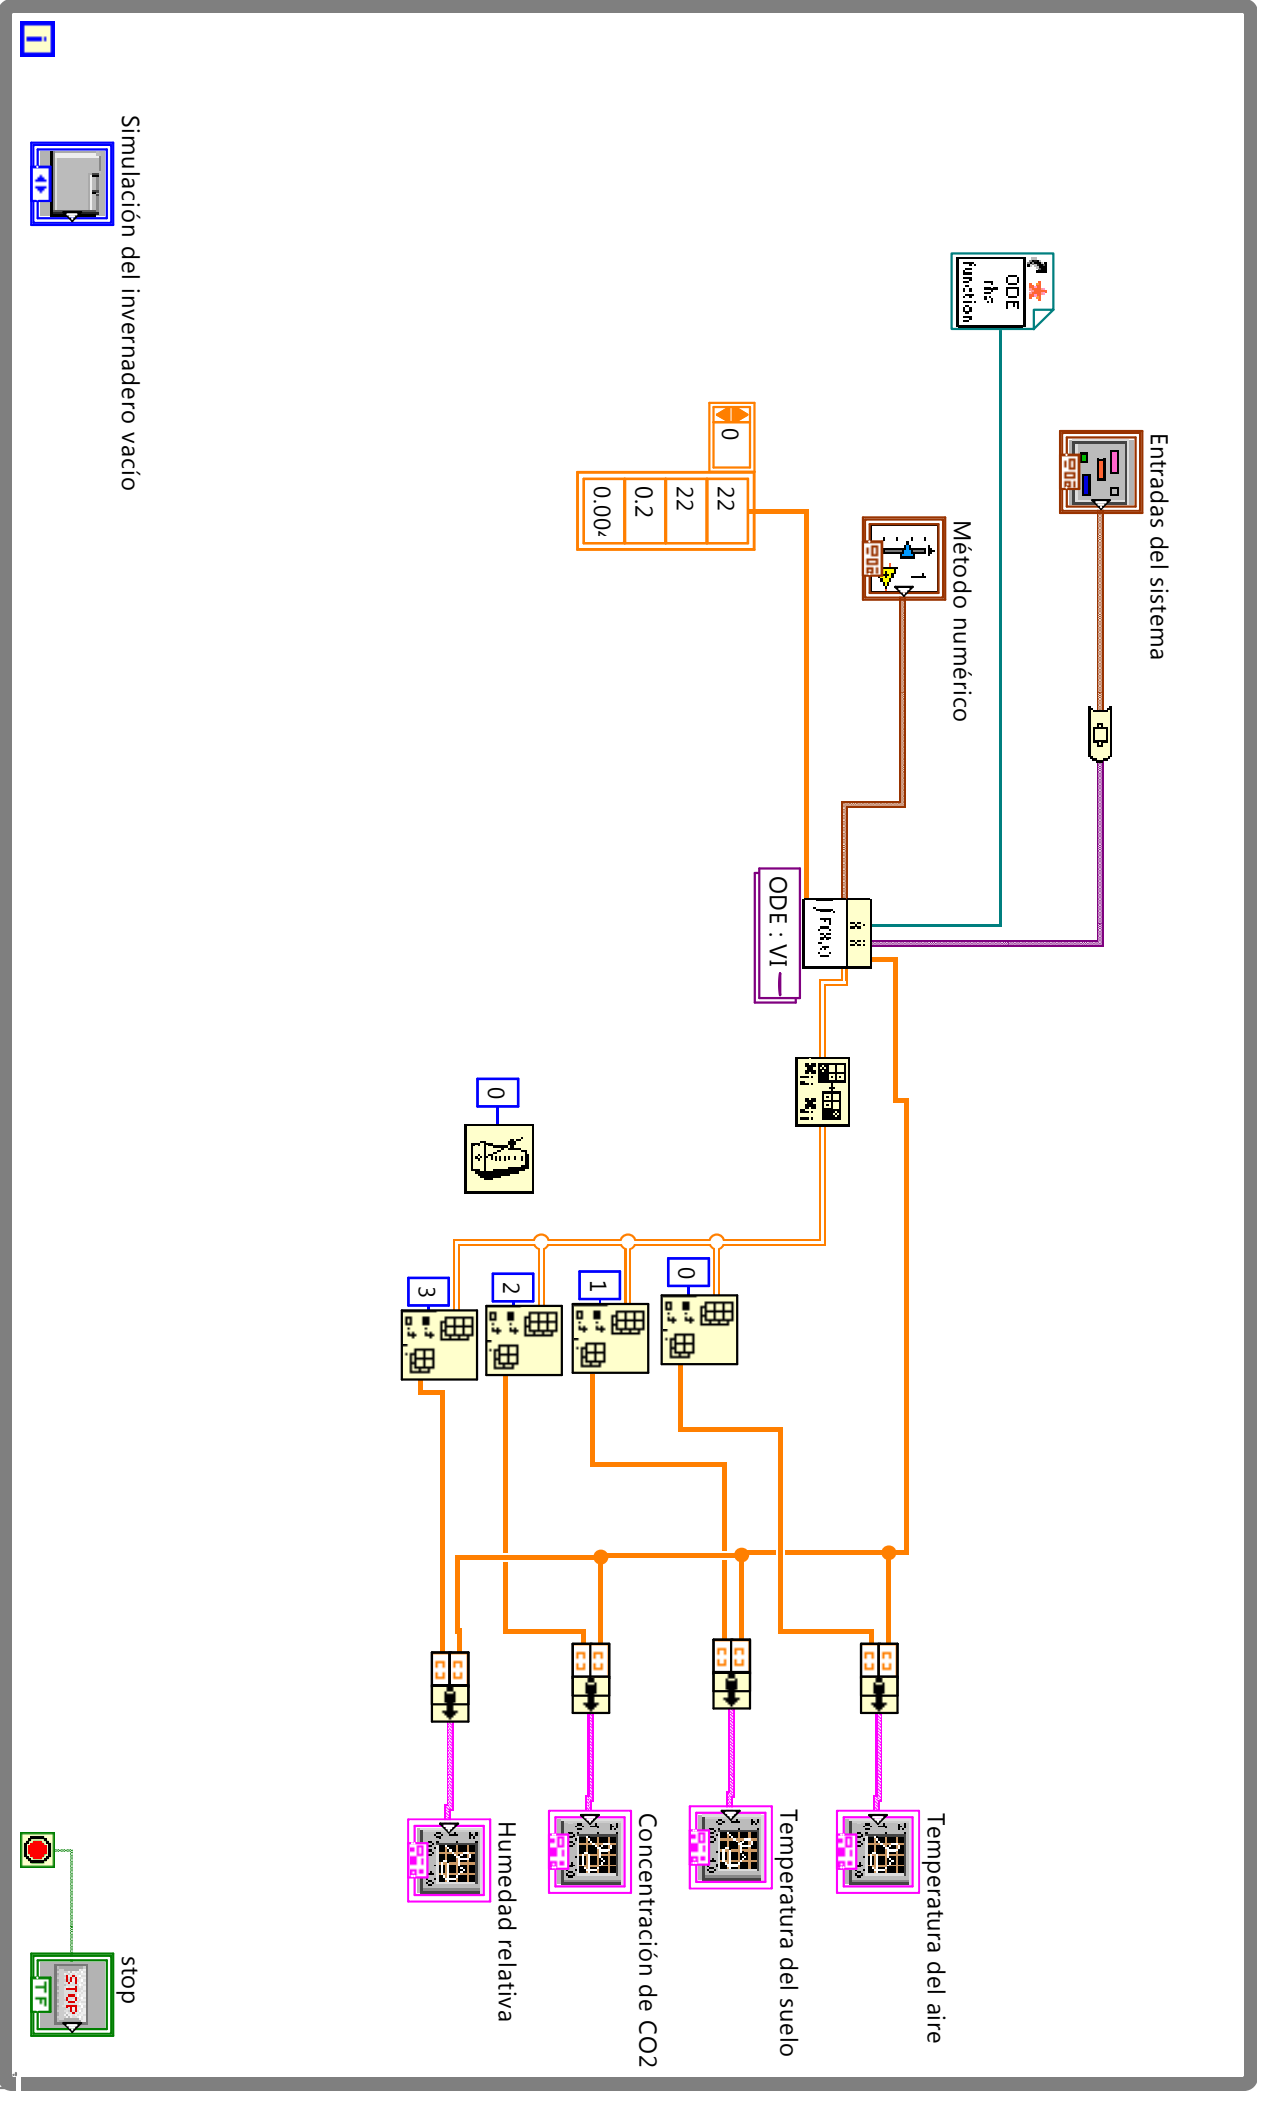 Entradas del sistema
ODE
rhs
function
Método numérico
0
22
22
0.2
ODE : VI
0
0
1
2
3
Temperatura del aire
Temperatura del suelo
Concentración de CO2
Humedad relativa
Simulación del invernadero vacío
i
stop
STOP
TF